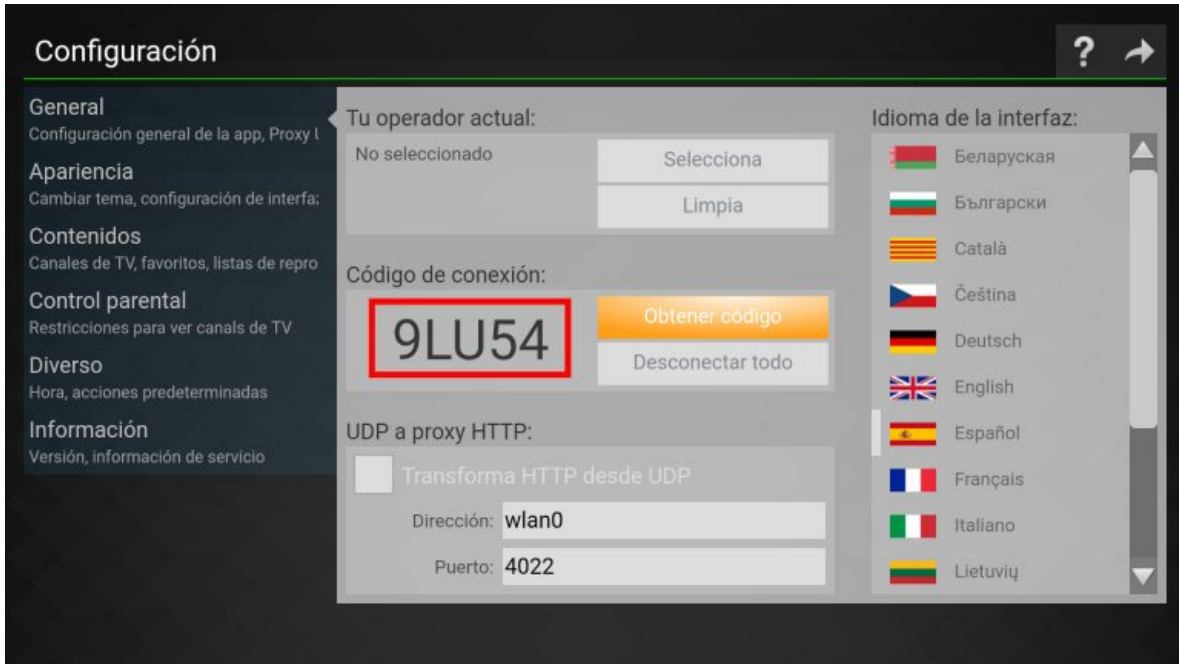 Configuración
?
General
Configuración general de la app, Proxy
Apariencia
Cambiar tema, configuración de interfa
Contenidos
Canales de TV, favoritos, listas de repro
Control parental
Restricciones para ver canals de TV
Diverso
Hora, acciones predeterminadas
Información
Versión, información de servicio
Tu operador actual:
No seleccionado
Selecciona
Limpia
Código de conexión:
9LU54
Obtener código
Desconectar todo
UDP a proxy HTTP:
Transforma HTTP desde UDP
Dirección: wlan0
Puerto: 4022
Idioma de la interfaz:
Беларуская
Български
Català
Čeština
Deutsch
English
Español
Français
Italiano
Lietuvių